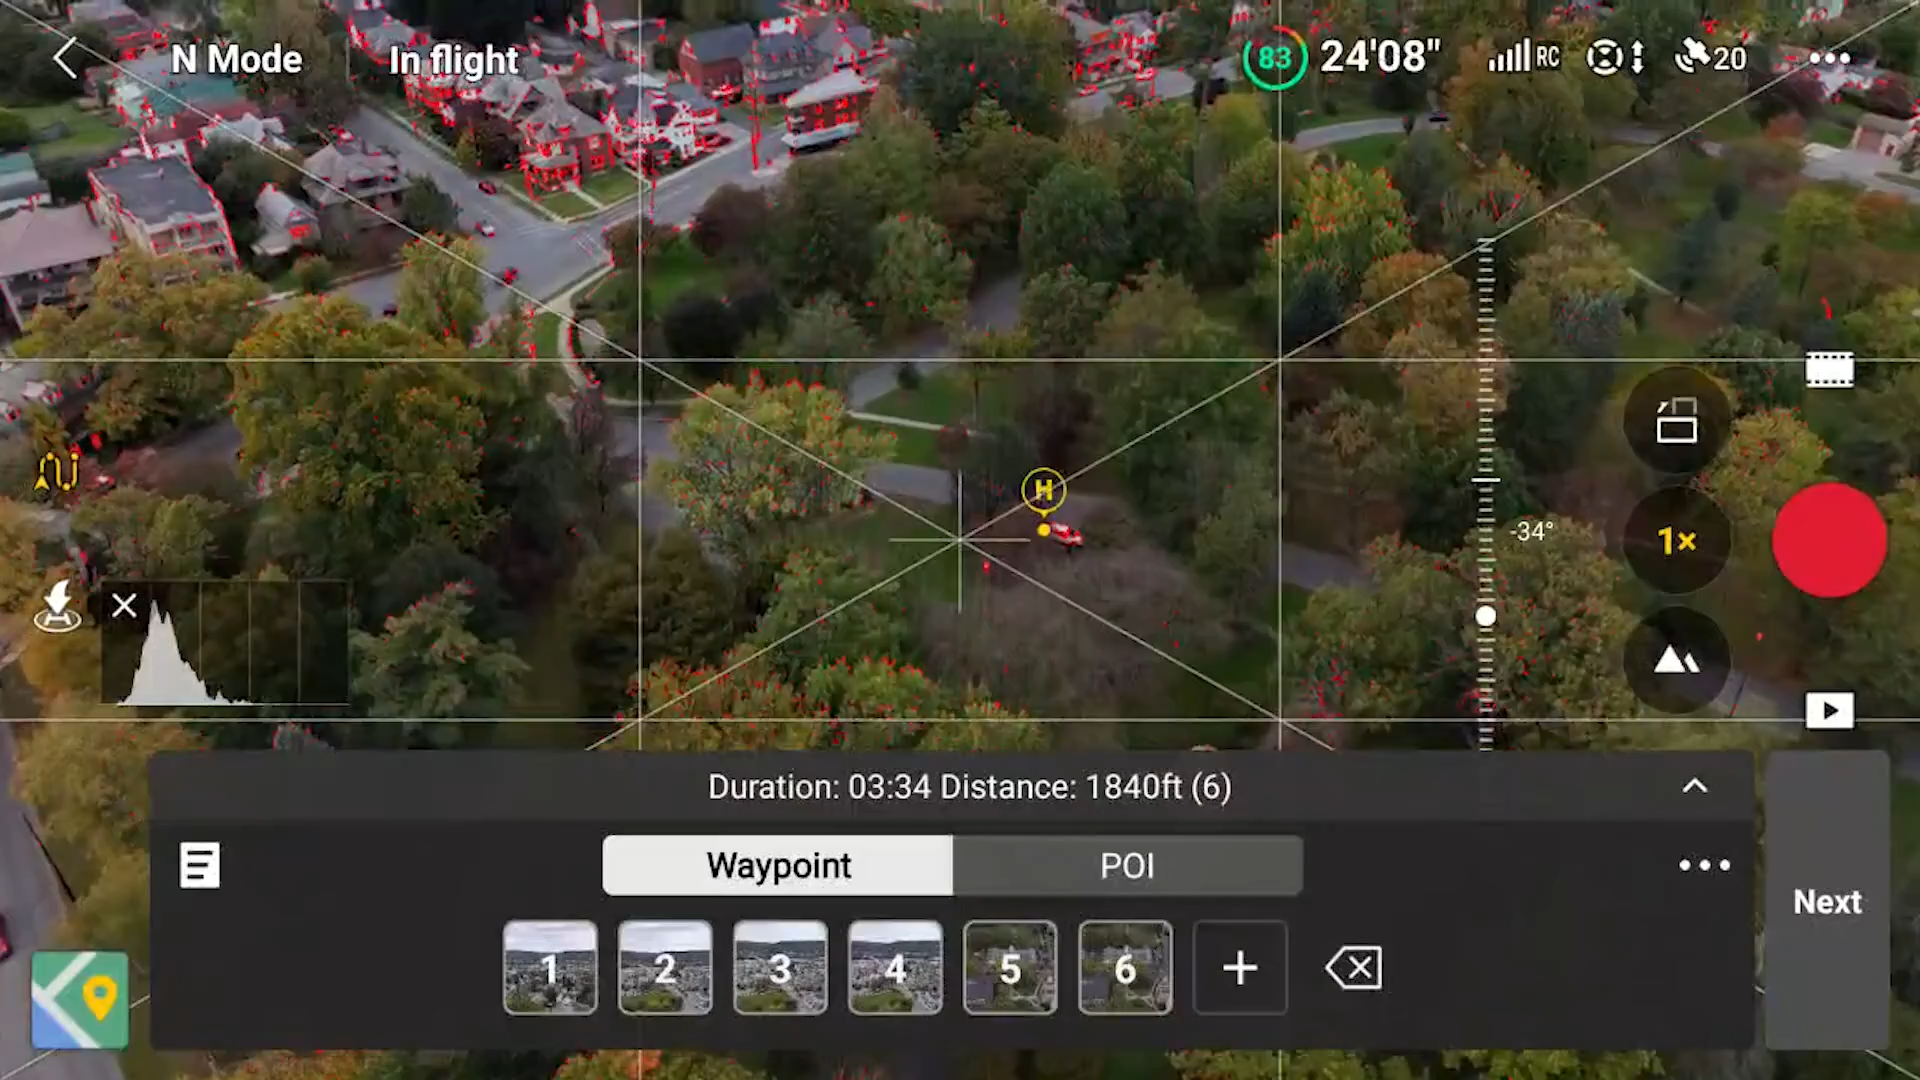 N Mode
In flight
83
24'08"
RC
20
N
H
-34°
1×
Duration: 03:34 Distance: 1840ft (6)
Waypoint
POI
1
2
3
4
5
6
Next